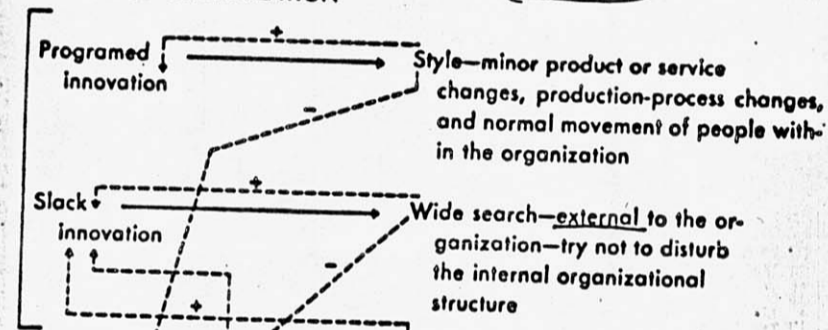 +
Programed
innovation
Style—minor product or service
changes, production-process changes,
and normal movement of people with-
in the organization
-
+
Slack
innovation
Wide search—external to the or-
ganization—try not to disturb
the internal organizational
structure
-
+